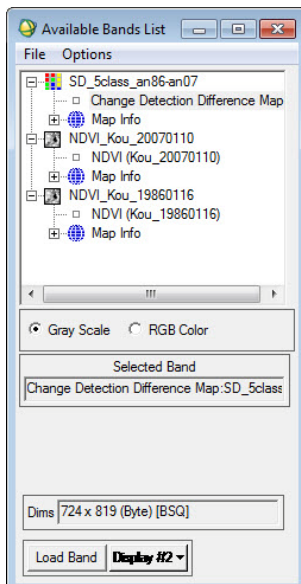 Available Bands List
File Options
SD_5class_an86-an07
Change Detection Difference Map
Map Info
NDVI_Kou_20070110
NDVI (Kou_20070110)
Map Info
NDVI_Kou_19860116
NDVI (Kou_19860116)
Map Info
Gray Scale RGB Color
Selected Band
Change Detection Difference Map:SD_5class
Dims 724 x 819 (Byte) [BSQ]
Load Band Display #2